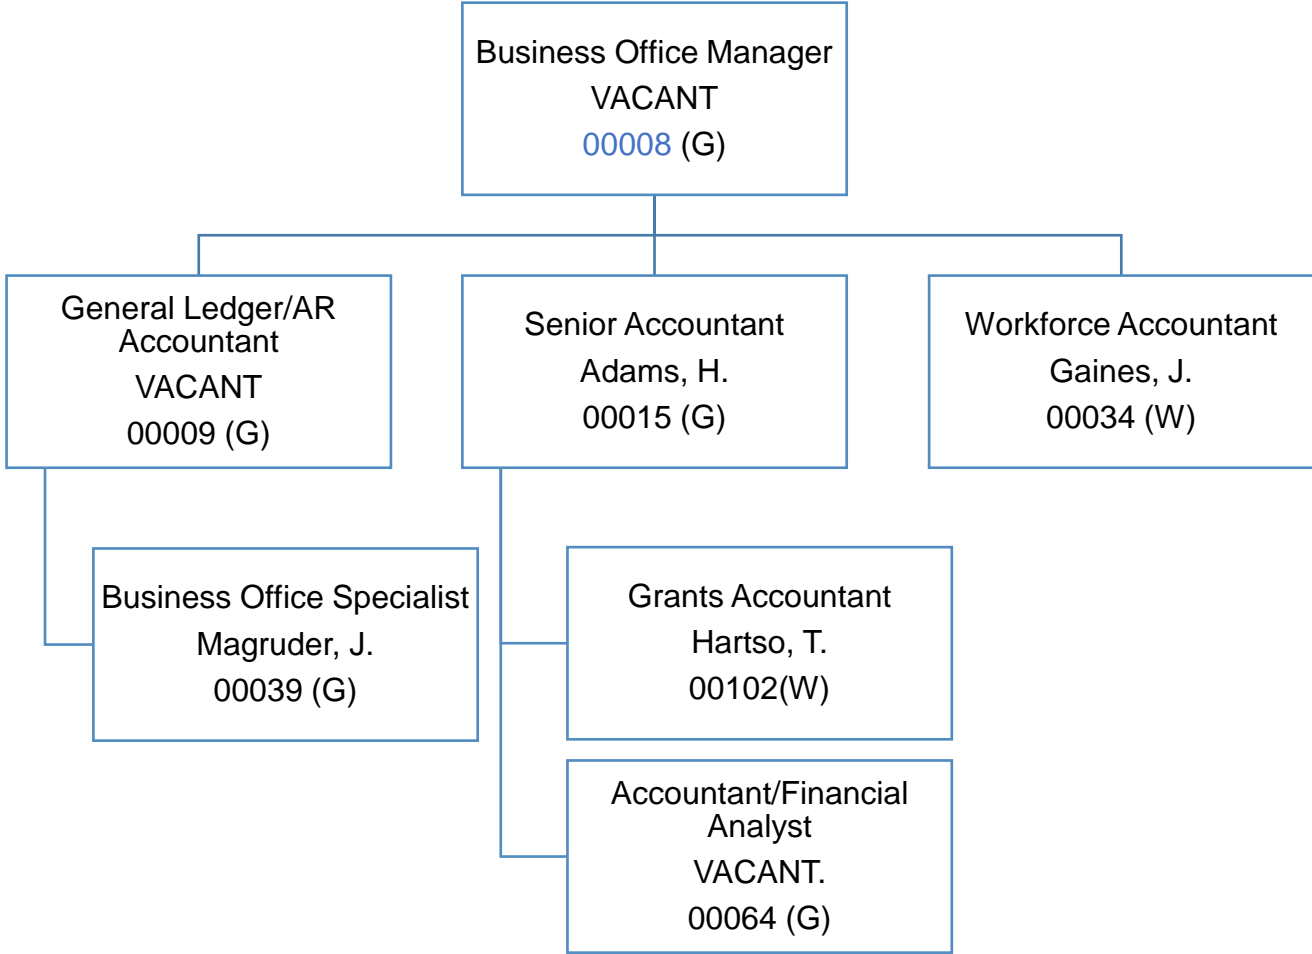 Business Office Manager
VACANT
00008 (G)
General Ledger/AR
Accountant
VACANT
00009 (G)
Senior Accountant
Adams, H.
00015 (G)
Workforce Accountant
Gaines, J.
00034 (W)
Business Office Specialist
Magruder, J.
00039 (G)
Grants Accountant
Hartso, T.
00102(W)
Accountant/Financial
Analyst
VACANT.
00064 (G)